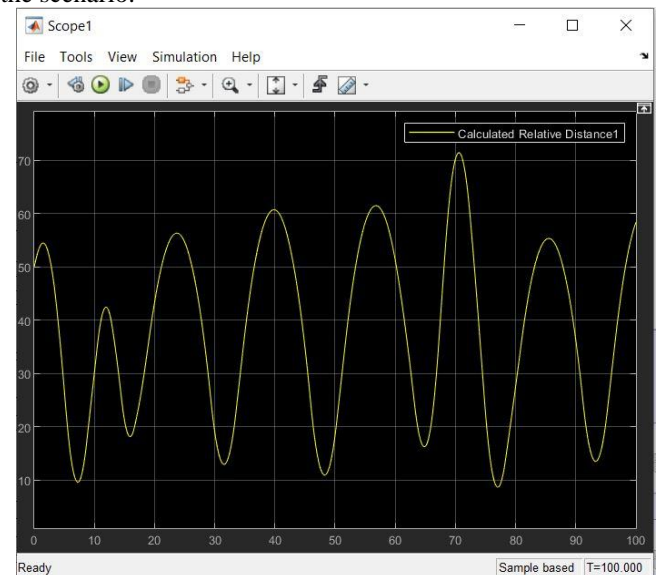 the scenario.
Scope1
File Tools View Simulation Help
Calculated Relative Distance1
70
60
50
40
30
20
10
0 10 20 30 40 50 60 70 80 90 100
Ready Sample based T=100.000